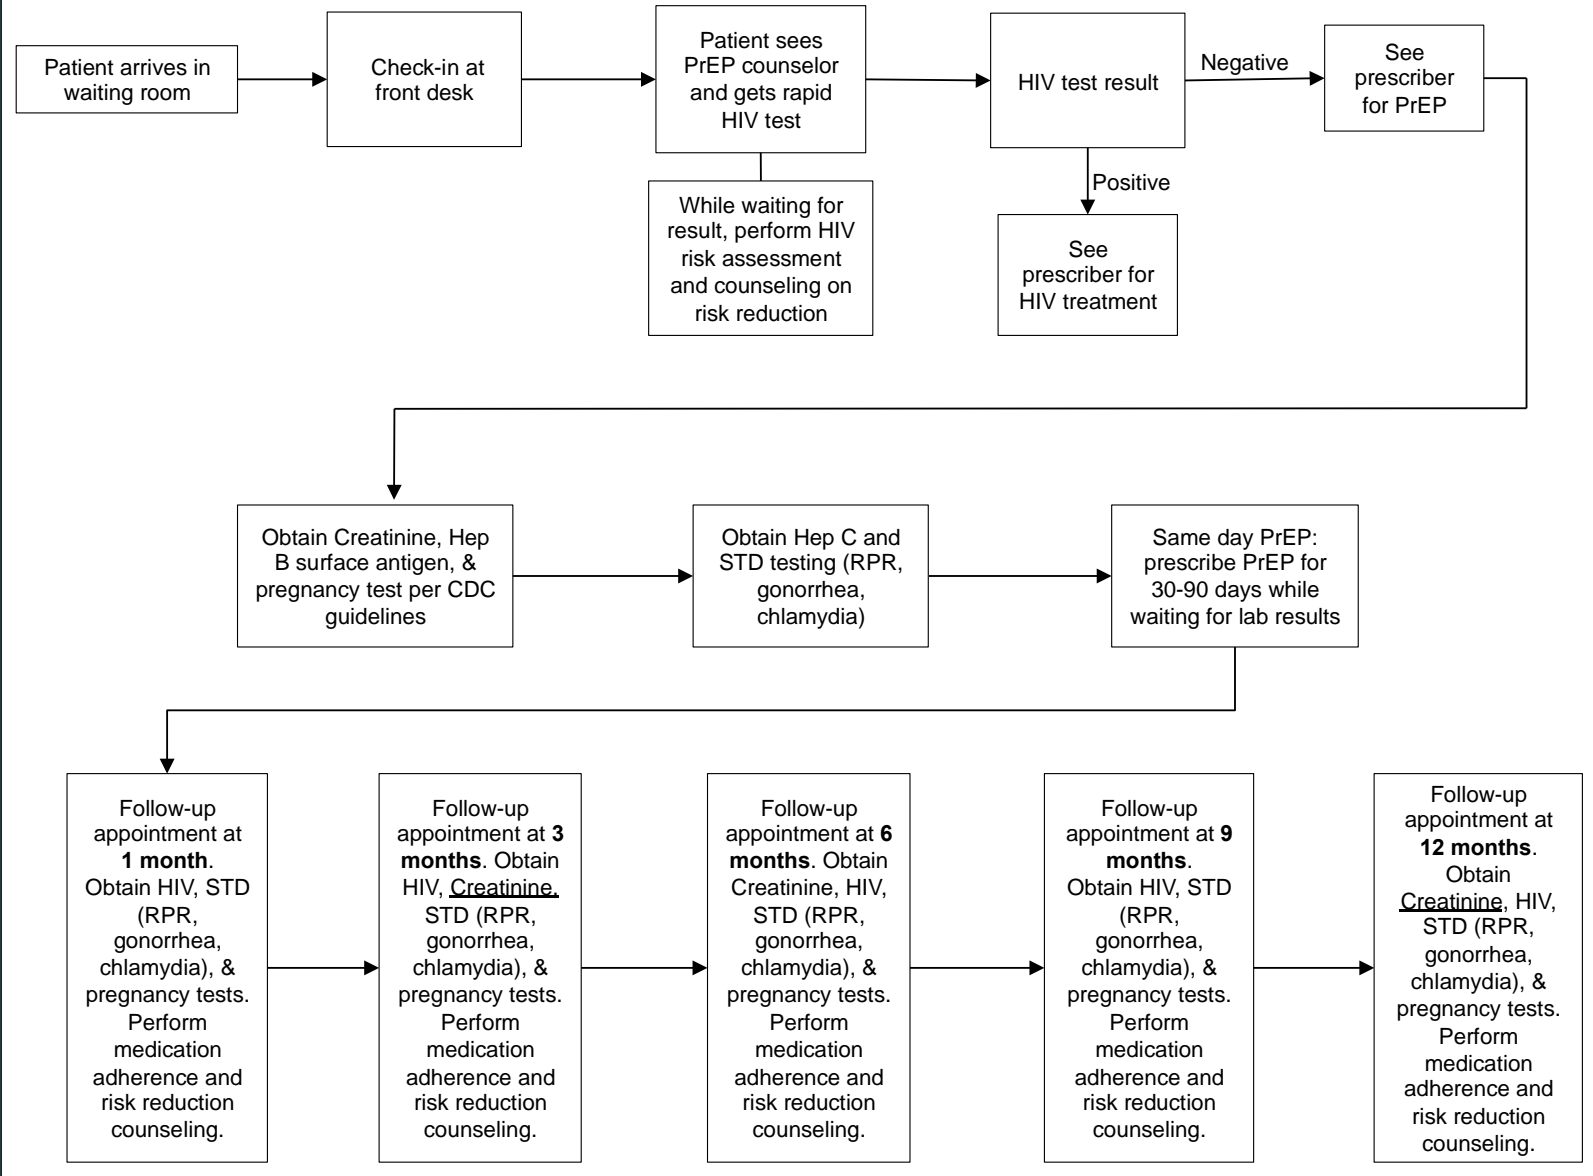 Patient arrives in
waiting room
Check-in at
front desk
Patient sees
PrEP counselor
and gets rapid
HIV test
HIV test result
Negative
See
prescriber
for PrEP
Positive
While waiting for
result, perform HIV
risk assessment
and counseling on
risk reduction
See
prescriber for
HIV treatment
Obtain Creatinine, Hep
B surface antigen, &
pregnancy test per CDC
guidelines
Obtain Hep C and
STD testing (RPR,
gonorrhea,
chlamydia)
Same day PrEP:
prescribe PrEP for
30-90 days while
waiting for lab results
Follow-up
appointment at
1 month.
Obtain HIV, STD
(RPR,
gonorrhea,
chlamydia), &
pregnancy tests.
Perform
medication
adherence and
risk reduction
counseling.
Follow-up
appointment at 3
months. Obtain
HIV, Creatinine,
STD (RPR,
gonorrhea,
chlamydia), &
pregnancy tests.
Perform
medication
adherence and
risk reduction
counseling.
Follow-up
appointment at 6
months. Obtain
Creatinine, HIV,
STD (RPR,
gonorrhea,
chlamydia), &
pregnancy tests.
Perform
medication
adherence and
risk reduction
counseling.
Follow-up
appointment at 9
months.
Obtain HIV, STD
(RPR,
gonorrhea,
chlamydia), &
pregnancy tests.
Perform
medication
adherence and
risk reduction
counseling.
Follow-up
appointment at
12 months.
Obtain
Creatinine, HIV,
STD (RPR,
gonorrhea,
chlamydia), &
pregnancy tests.
Perform
medication
adherence and
risk reduction
counseling.